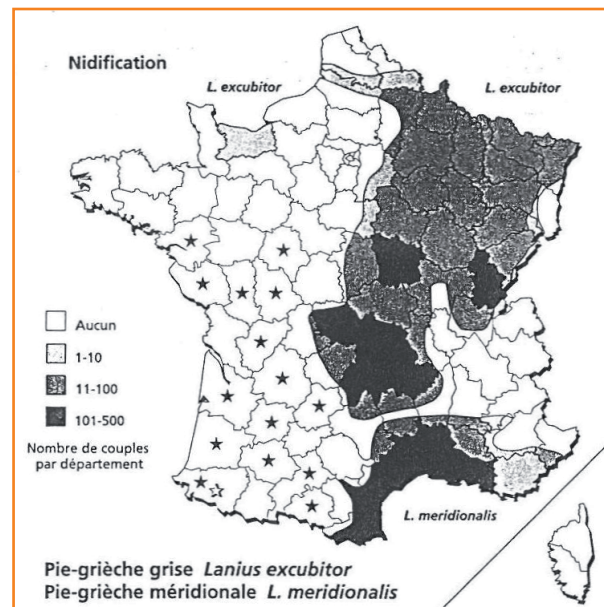 Nidification
L. excubitor
L. excubitor
Aucun
1-10
11-100
101-500
Nombre de couples
par département
L. meridionalis
Pie-grièche grise Lanius excubitor
Pie-grièche méridionale L. meridionalis